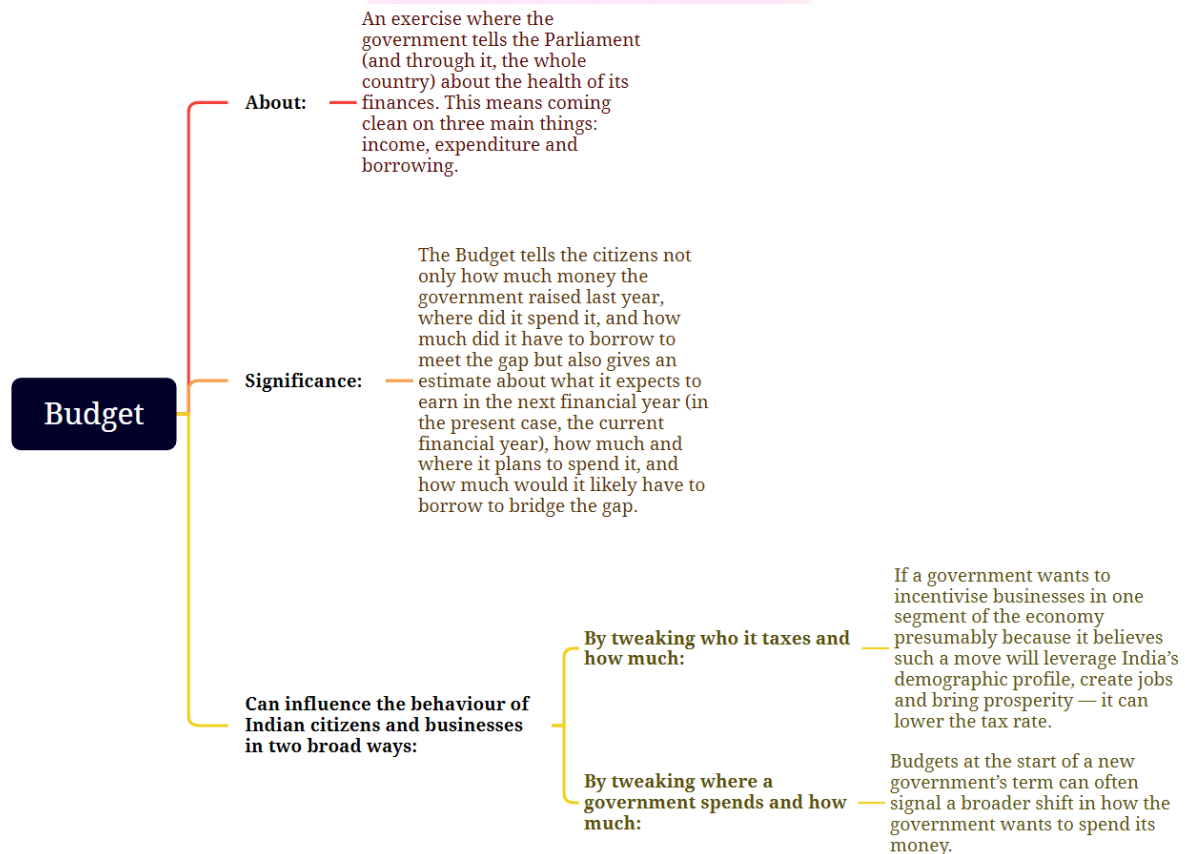 An exercise where the
government tells the Parliament
(and through it, the whole
country) about the health of its
finances. This means coming
clean on three main things:
income, expenditure and
borrowing.
About:
The Budget tells the citizens not
only how much money the
government raised last year,
where did it spend it, and how
much did it have to borrow to
meet the gap but also gives an
estimate about what it expects to
earn in the next financial year (in
the present case, the current
financial year), how much and
where it plans to spend it, and
how much would it likely have to
borrow to bridge the gap.
Significance:
Budget
Can influence the behaviour of
Indian citizens and businesses
in two broad ways:
By tweaking who it taxes and
how much:
If a government wants to
incentivise businesses in one
segment of the economy
presumably because it believes
such a move will leverage India's
demographic profile, create jobs
and bring prosperity — it can
lower the tax rate.
By tweaking where a
government spends and how
much:
Budgets at the start of a new
government's term can often
signal a broader shift in how the
government wants to spend its
money.